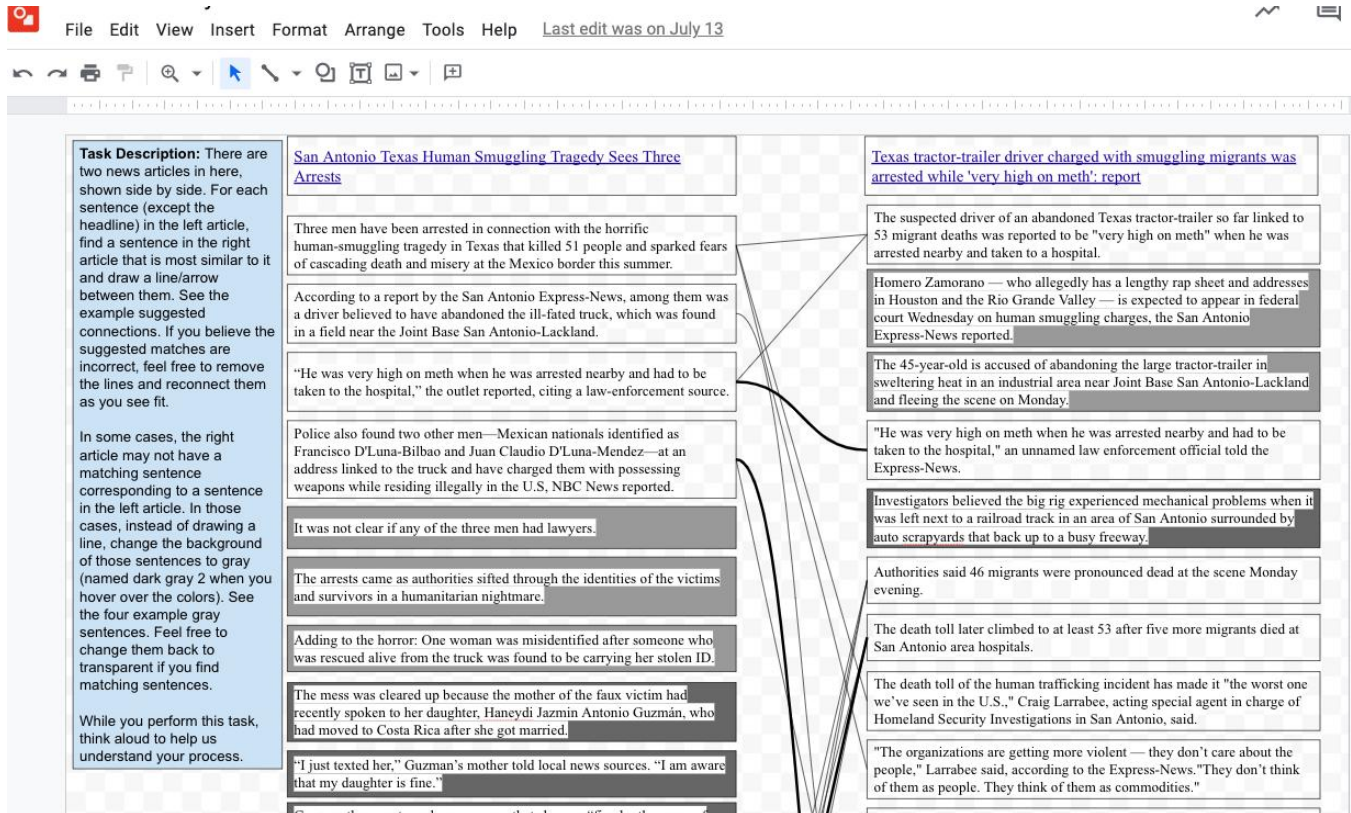 File Edit View Insert Format Arrange Tools Help Last edit was on July 13
Task Description: There are
two news articles in here,
shown side by side. For each
sentence (except the
headline) in the left article,
find a sentence in the right
article that is most similar to it
and draw a line/arrow
between them. See the
example suggested
connections. If you believe the
suggested matches are
incorrect, feel free to remove
the lines and reconnect them
as you see fit.
In some cases, the right
article may not have a
matching sentence
corresponding to a sentence
in the left article. In those
cases, instead of drawing a
line, change the background
of those sentences to gray
(named dark gray 2 when you
hover over the colors). See
the four example gray
sentences. Feel free to
change them back to
transparent if you find
matching sentences.
While you perform this task,
think aloud to help us
understand your process.
San Antonio Texas Human Smuggling Tragedy Sees Three
Arrests
Three men have been arrested in connection with the horrific
human-smuggling tragedy in Texas that killed 51 people and sparked fears
of cascading death and misery at the Mexico border this summer.
According to a report by the San Antonio Express-News, among them was
a driver believed to have abandoned the ill-fated truck, which was found
in a field near the Joint Base San Antonio-Lackland.
“He was very high on meth when he was arrested nearby and had to be
taken to the hospital,” the outlet reported, citing a law-enforcement source.
Police also found two other men—Mexican nationals identified as
Francisco D'Luna-Bilbao and Juan Claudio D'Luna-Mendez—at an
address linked to the truck and have charged them with possessing
weapons while residing illegally in the U.S, NBC News reported.
It was not clear if any of the three men had lawyers.
The arrests came as authorities sifted through the identities of the victims
and survivors in a humanitarian nightmare.
Adding to the horror: One woman was misidentified after someone who
was rescued alive from the truck was found to be carrying her stolen ID.
The mess was cleared up because the mother of the faux victim had
recently spoken to her daughter, Haneydi Jazmin Antonio Guzmán, who
had moved to Costa Rica after she got married.
“I just texted her,” Guzman’s mother told local news sources. “I am aware
that my daughter is fine.”
Texas tractor-trailer driver charged with smuggling migrants was
arrested while 'very high on meth': report
The suspected driver of an abandoned Texas tractor-trailer so far linked to
53 migrant deaths was reported to be "very high on meth" when he was
arrested nearby and taken to a hospital.
Homero Zamorano — who allegedly has a lengthy rap sheet and addresses
in Houston and the Rio Grande Valley — is expected to appear in federal
court Wednesday on human smuggling charges, the San Antonio
Express-News reported.
The 45-year-old is accused of abandoning the large tractor-trailer in
sweltering heat in an industrial area near Joint Base San Antonio-Lackland
and fleeing the scene on Monday.
"He was very high on meth when he was arrested nearby and had to be
taken to the hospital," an unnamed law enforcement official told the
Express-News.
Investigators believed the big rig experienced mechanical problems when it
was left next to a railroad track in an area of San Antonio surrounded by
auto scrapyards that back up to a busy freeway.
Authorities said 46 migrants were pronounced dead at the scene Monday
evening.
The death toll later climbed to at least 53 after five more migrants died at
San Antonio area hospitals.
The death toll of the human trafficking incident has made it "the worst one
we’ve seen in the U.S.," Craig Larrabee, acting special agent in charge of
Homeland Security Investigations in San Antonio, said.
"The organizations are getting more violent — they don’t care about the
people," Larrabee said, according to the Express-News."They don’t think
of them as people. They think of them as commodities."